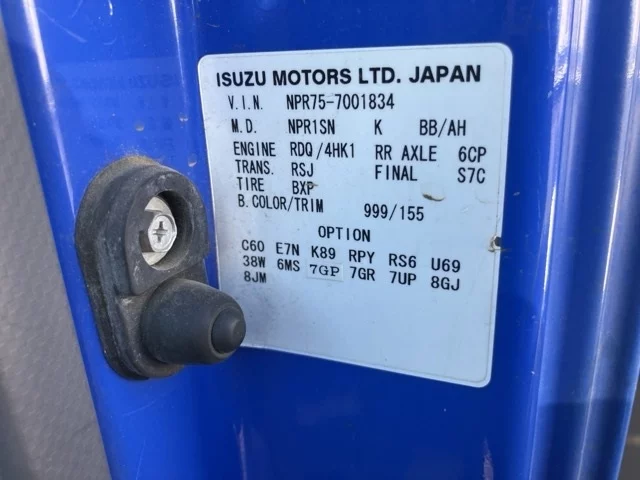 ISUZU MOTORS LTD. JAPAN
V.I.N. NPR75-7001834
M.D. NPR1SN K BB/AH
ENGINE RDQ/4HK1 RR AXLE 6CP
TRANS. RSJ FINAL S7C
TIRE BXP
B.COLOR/TRIM 999/155
OPTION
C60 E7N K89 RPY RS6 U69
38W 6MS 7GP 7GR 7UP 8GJ
8JM